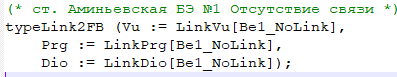 (* ст. Аминьевская БЭ №1 Отсутствие связи *)
typeLink2FB (Vu := LinkVu[Be1_NoLink],
Prg := LinkPrg[Be1_NoLink],
Dio := LinkDio[Be1_NoLink]);